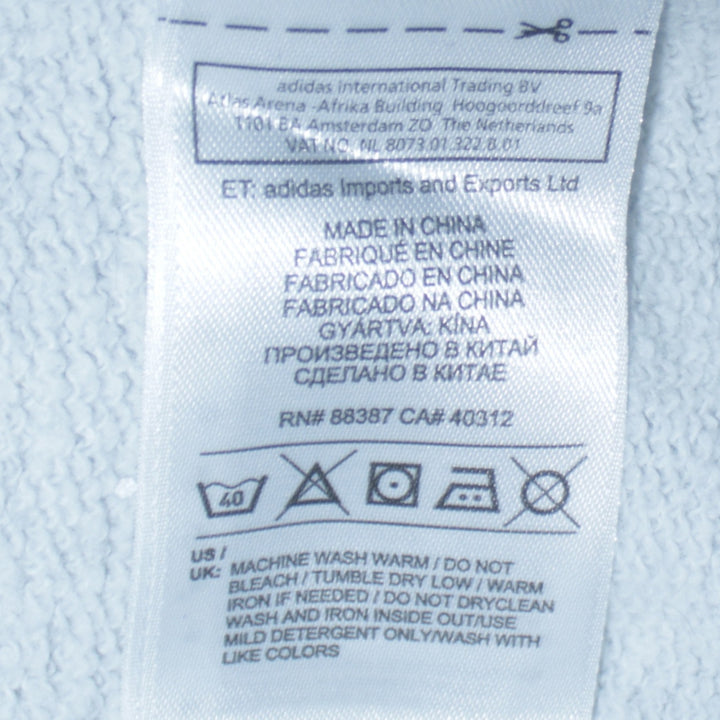 adidas International Trading BV
Atlas Arena -Afrika Building Hoogoorddreef 9a
1101 BA Amsterdam ZO The Netherlands
VAT NO. NL 8073.01.322.B.01
ET: adidas Imports and Exports Ltd
MADE IN CHINA
FABRIQUÉ EN CHINE
FABRICADO EN CHINA
FABRICADO NA CHINA
GYÁRTVA: KÍNA
ПРОИЗВЕДЕНО В КИТАЙ
СДЕЛАНО В КИТАЕ
RN# 88387 CA# 40312
40
US /
UK: MACHINE WASH WARM / DO NOT
BLEACH / TUMBLE DRY LOW / WARM
IRON IF NEEDED / DO NOT DRYCLEAN
WASH AND IRON INSIDE OUT/USE
MILD DETERGENT ONLY/WASH WITH
LIKE COLORS